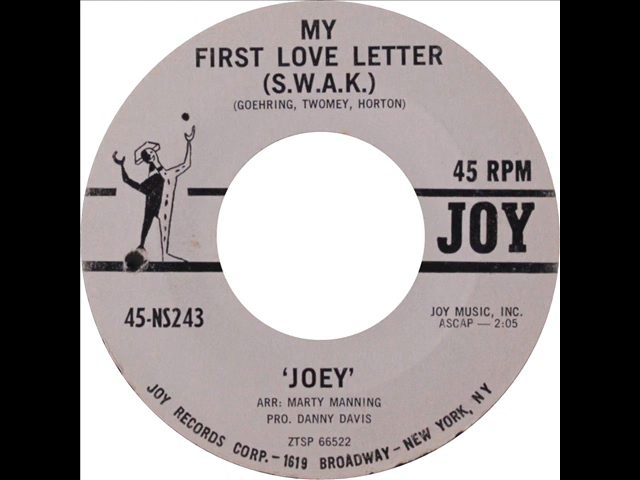 MY
FIRST LOVE LETTER
(S.W.A.K.)
(GOEHRING, TWOMEY, HORTON)
45 RPM
JOY
45-NS243
JOY MUSIC, INC.
ASCAP — 2:05
'JOEY'
ARR: MARTY MANNING
PRO. DANNY DAVIS
ZTSP 66522
JOY RECORDS CORP.-1619 BROADWAY-NEW YORK, NY